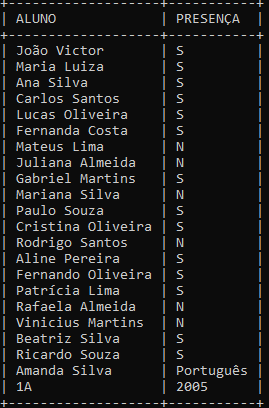 ALUNO PRESENÇA
João Victor S
Maria Luiza S
Ana Silva S
Carlos Santos S
Lucas Oliveira S
Fernanda Costa S
Mateus Lima N
Juliana Almeida N
Gabriel Martins S
Mariana Silva N
Paulo Souza S
Cristina Oliveira S
Rodrigo Santos N
Aline Pereira S
Fernando Oliveira S
Patrícia Lima S
Rafaela Almeida N
Vinicius Martins N
Beatriz Silva S
Ricardo Souza S
Amanda Silva Português
1A 2005